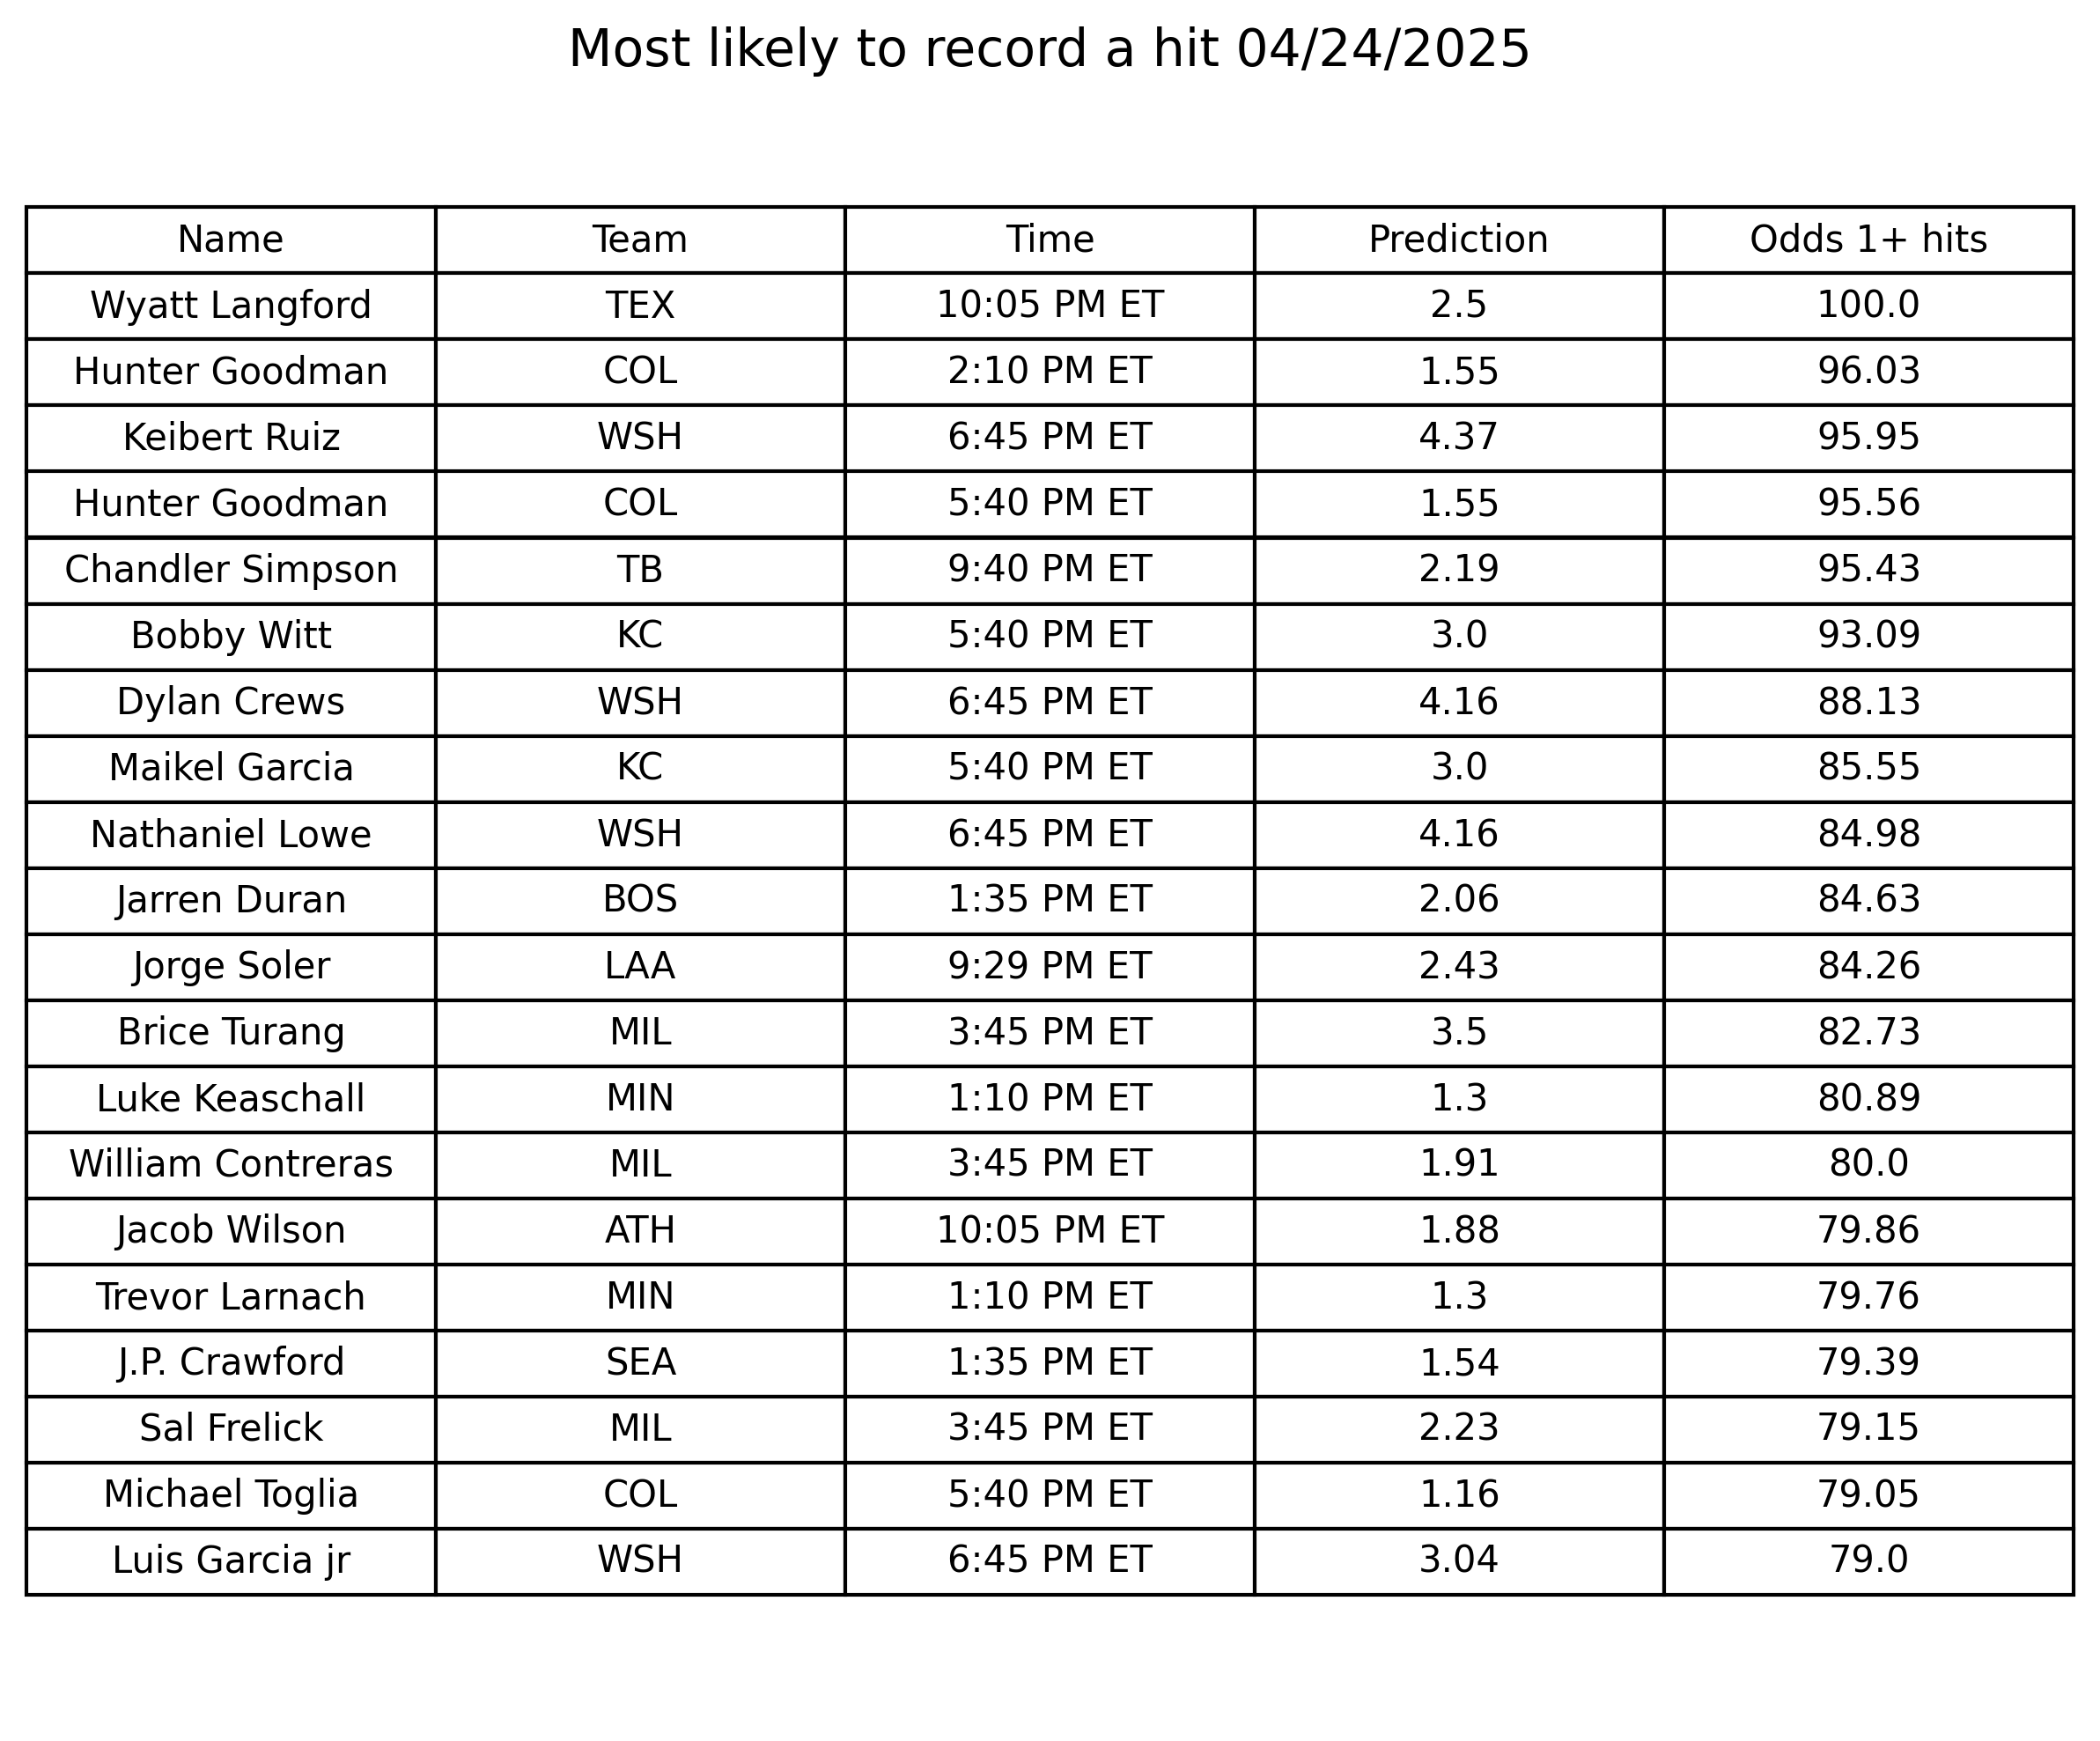 Most likely to record a hit 04/24/2025
Name Team Time Prediction Odds 1+ hits
Wyatt Langford TEX 10:05 PM ET 2.5 100.0
Hunter Goodman COL 2:10 PM ET 1.55 96.03
Keibert Ruiz WSH 6:45 PM ET 4.37 95.95
Hunter Goodman COL 5:40 PM ET 1.55 95.56
Chandler Simpson TB 9:40 PM ET 2.19 95.43
Bobby Witt KC 5:40 PM ET 3.0 93.09
Dylan Crews WSH 6:45 PM ET 4.16 88.13
Maikel Garcia KC 5:40 PM ET 3.0 85.55
Nathaniel Lowe WSH 6:45 PM ET 4.16 84.98
Jarren Duran BOS 1:35 PM ET 2.06 84.63
Jorge Soler LAA 9:29 PM ET 2.43 84.26
Brice Turang MIL 3:45 PM ET 3.5 82.73
Luke Keaschall MIN 1:10 PM ET 1.3 80.89
William Contreras MIL 3:45 PM ET 1.91 80.0
Jacob Wilson ATH 10:05 PM ET 1.88 79.86
Trevor Larnach MIN 1:10 PM ET 1.3 79.76
J.P. Crawford SEA 1:35 PM ET 1.54 79.39
Sal Frelick MIL 3:45 PM ET 2.23 79.15
Michael Toglia COL 5:40 PM ET 1.16 79.05
Luis Garcia jr WSH 6:45 PM ET 3.04 79.0